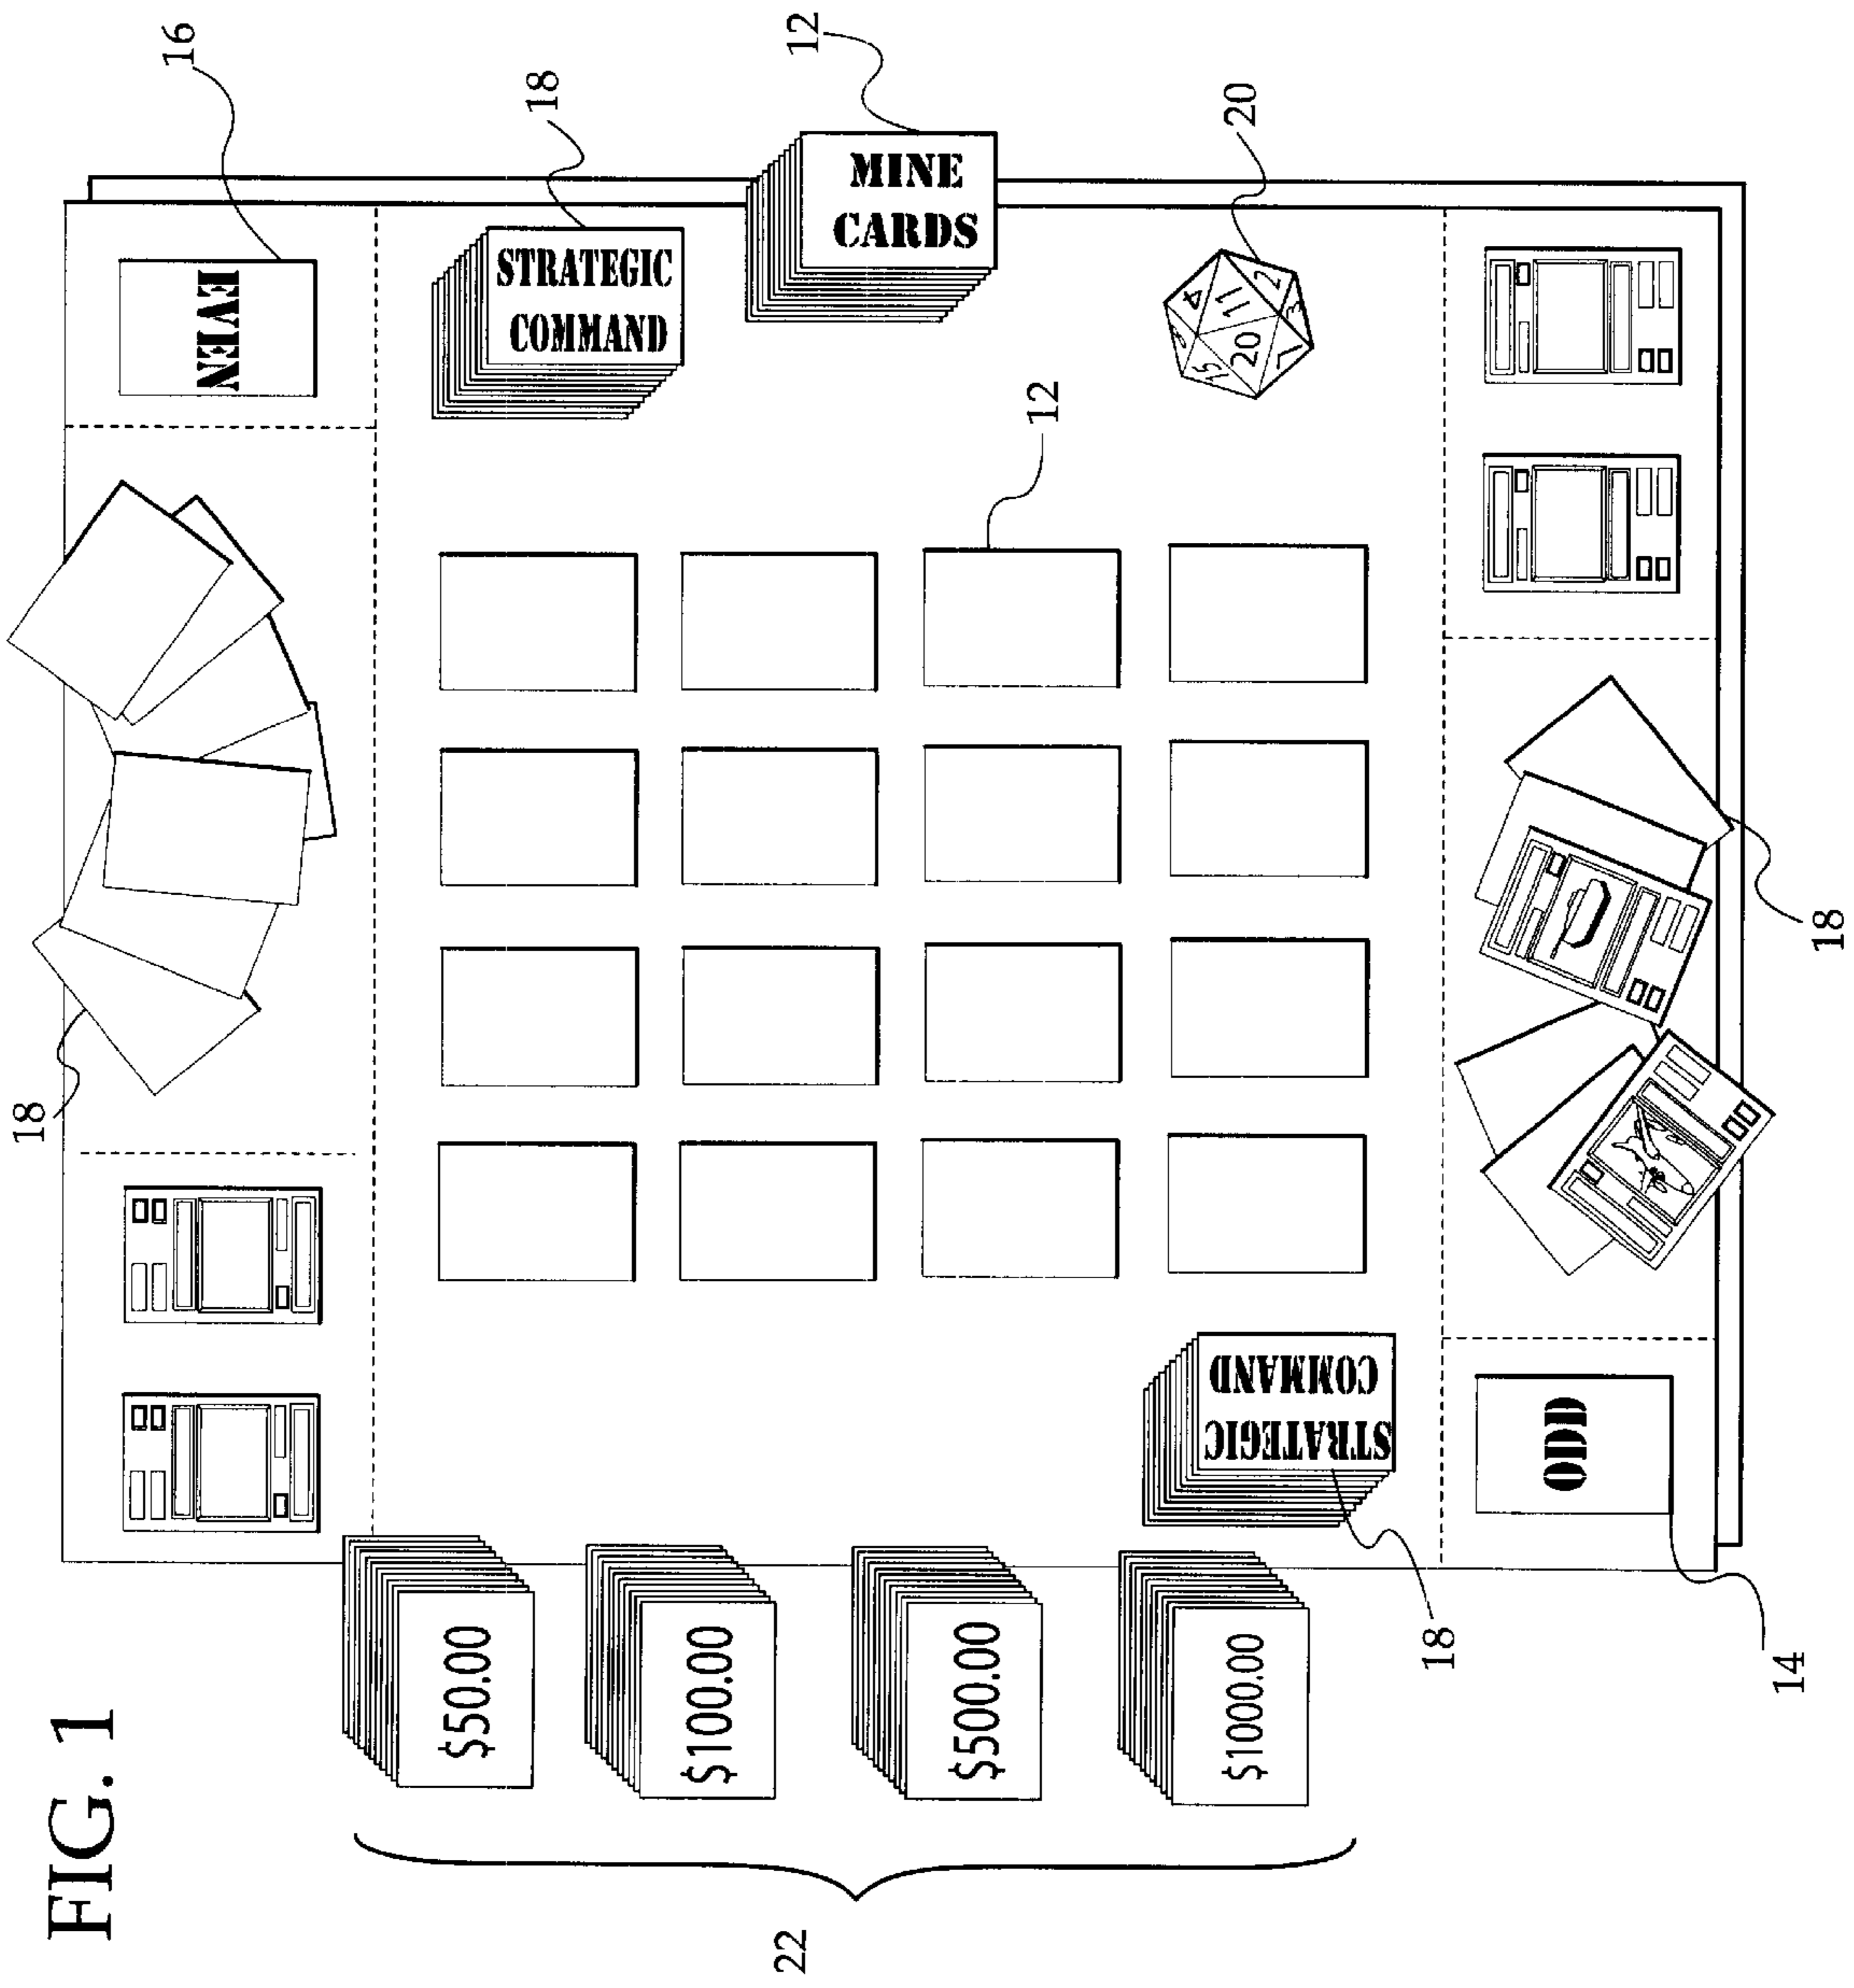 FIG. 1
18
16
EVEN
18
STRATEGIC
COMMAND
$50.00
$100.00
$500.00
$1000.00
22
12
MINE
CARDS
12
20
4
11
2
15
20
3
STRATEGIC
COMMAND
18
ODD
14
18